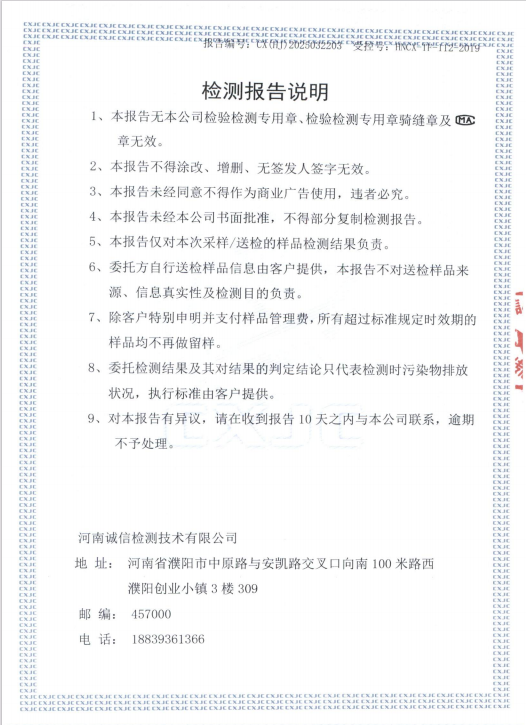 检测报告说明
1、本报告无本公司检验检测专用章、检验检测专用章骑缝章及 MA
章无效。
2、本报告不得涂改、增删、无签发人签字无效。
3、本报告未经同意不得作为商业广告使用，违者必究。
4、本报告未经本公司书面批准，不得部分复制检测报告。
5、本报告仅对本次采样/送检的样品检测结果负责。
6、委托方自行送检样品信息由客户提供，本报告不对送检样品来
源、信息真实性及检测目的负责。
7、除客户特别申明并支付样品管理费，所有超过标准规定时效期的
样品均不再做留样。
8、委托检测结果及其对结果的判定结论只代表检测时污染物排放
状况，执行标准由客户提供。
9、对本报告有异议，请在收到报告 10 天之内与本公司联系，逾期
不予处理。
CXJC
河南诚信检测技术有限公司
地 址： 河南省濮阳市中原路与安凯路交叉口向南 100 米路西
濮阳创业小镇 3 楼 309
邮 编： 457000
电 话： 18839361366